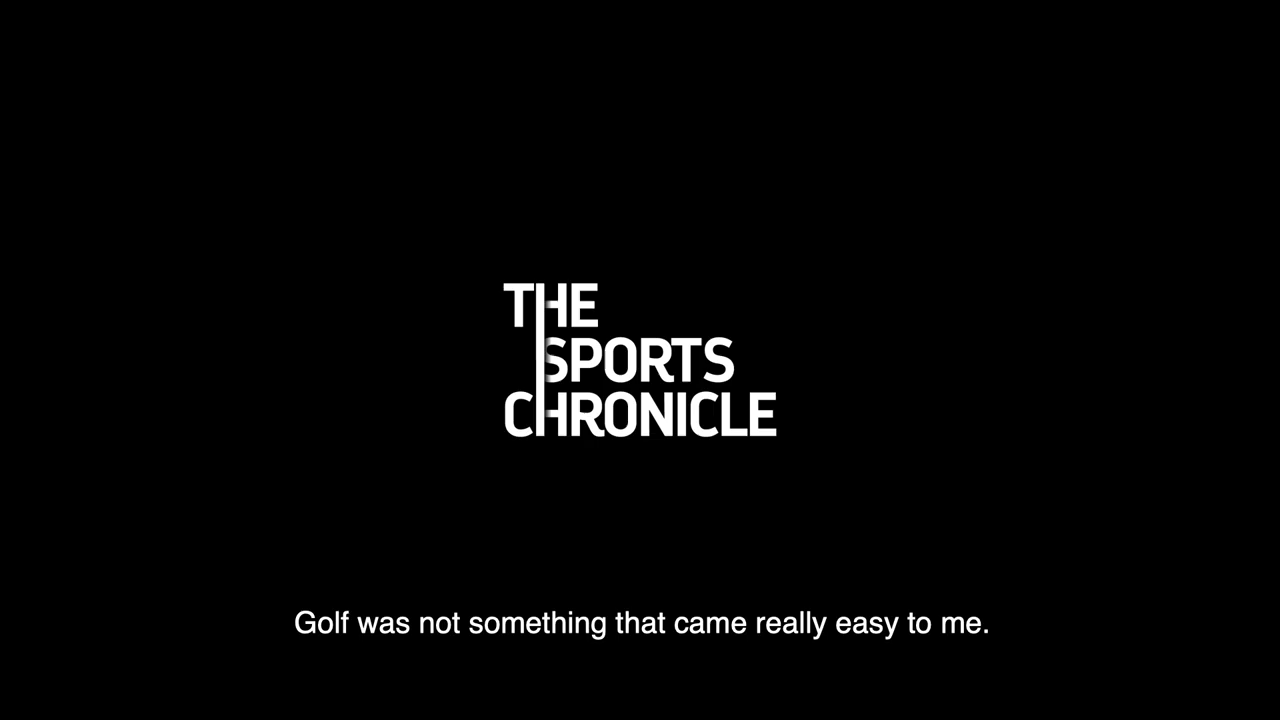 THE
SPORTS
CHRONICLE
Golf was not something that came really easy to me.